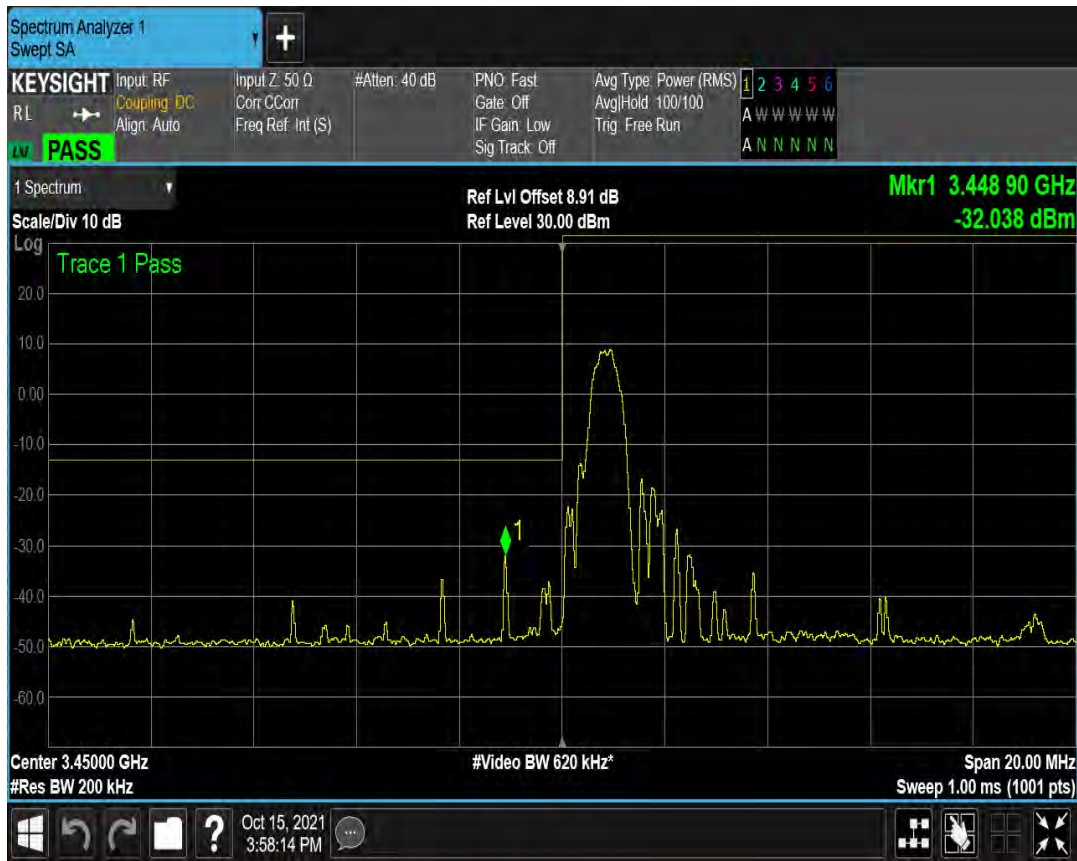 Spectrum Analyzer 1
Swept SA
+
KEYSIGHT Input: RF Input Z: 50 Ω #Atten: 40 dB PNO: Fast Avg Type: Power (RMS) 1 2 3 4 5 6
RL Coupling: DC Corr CCorr Gate: Off Avg|Hold: 100/100 A W W W W W
Align: Auto Freq Ref: Int (S) IF Gain: Low Trig: Free Run
PASS Sig Track: Off A N N N N N
1 Spectrum Ref Lvl Offset 8.91 dB Mkr1 3.448 90 GHz
Scale/Div 10 dB Ref Level 30.00 dBm -32.038 dBm
Log
Trace 1 Pass
20.0
10.0
0.00
-10.0
-20.0
1
-30.0
-40.0
-50.0
-60.0
Center 3.45000 GHz #Video BW 620 kHz* Span 20.00 MHz
#Res BW 200 kHz Sweep 1.00 ms (1001 pts)
? Oct 15, 2021
3:58:14 PM